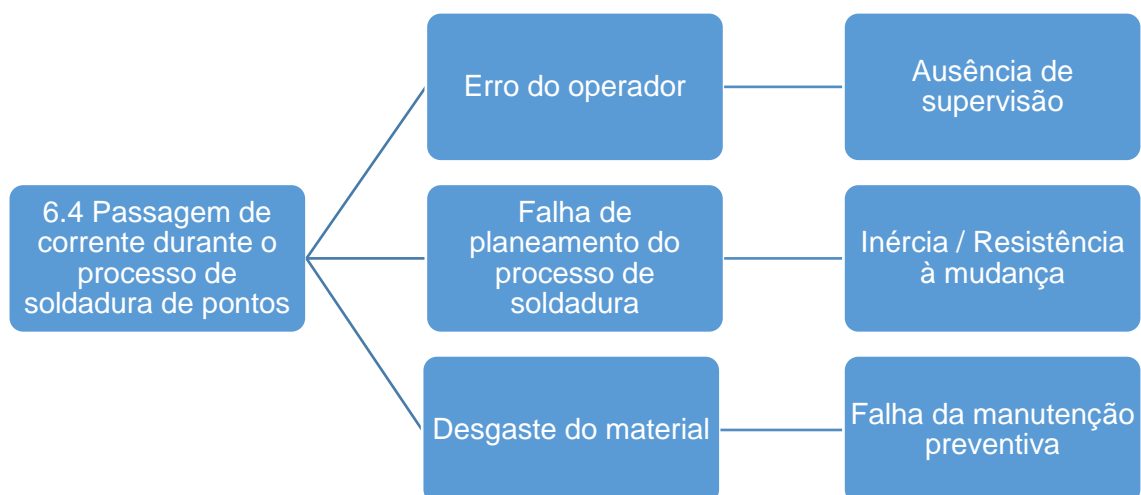 Erro do operador
Ausência de
supervisão
6.4 Passagem de
corrente durante o
processo de
soldadura de pontos
Falha de
planeamento do
processo de
soldadura
Inércia / Resistência
à mudança
Desgaste do material
Falha da manutenção
preventiva